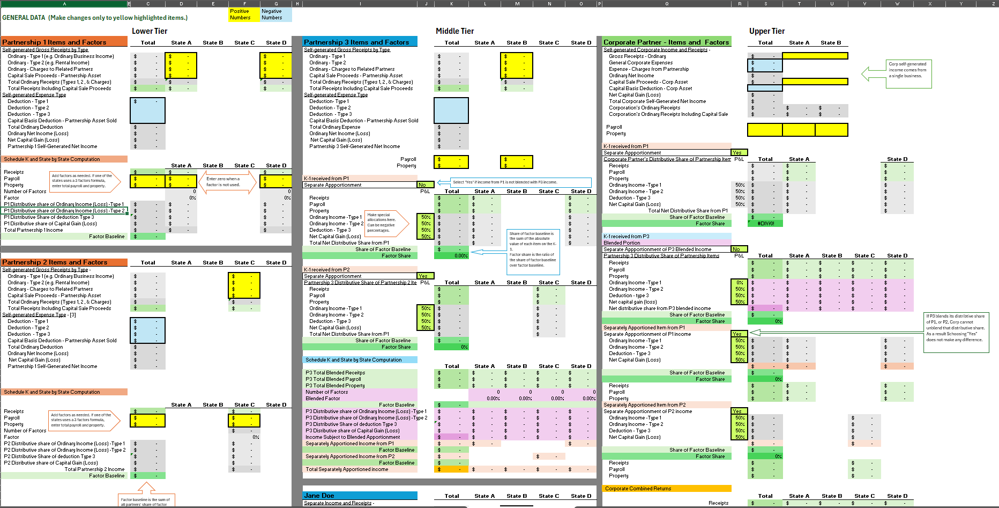 A B C D E F G H I J K L M N O P Q R S T U V W X Y Z
GENERAL DATA (Make changes only to yellow highlighted items.)
Positive Numbers
Negative Numbers
Lower Tier
Partnership 1 Items and Factors Total State A State B State C State D
Self-generated Gross Receipts by Type
Ordinary - Type 1 (e.g. Ordinary Business Income) $ - $ - $ -
Ordinary - Type 2 (e.g. Rental Income) $ - $ - $ -
Ordinary - Charges to Related Partners $ - $ - $ -
Capital Sale Proceeds - Partnership Asset $ - $ - $ -
Total Ordinary Receipts (Types 1, 2, & Charges) $ - $ - $ -
Total Receipts Including Capital Sale Proceeds $ - $ - $ -
Self-generated Expense Type
Deduction - Type 1 $ -
Deduction - Type 2
Deduction - Type 3
Capital Basis Deduction - Partnership Asset Sold
Total Ordinary Deduction $ -
Ordinary Net Income (Loss) $ -
Net Capital Gain (Loss) $ -
Partnership 1 Self-Generated Net Income $ -
Schedule K and State by State Computation
State A State B State C State D
Receipts $ - $ - $ -
Payroll $ - $ - $ -
Property $ - $ - $ -
Number of Factors 0 0
Factor 0% 0%
Add factors as needed. If one of the states uses a 3 factors formula, enter total payroll and property.
Enter zero when a factor is not used.
P1 Distributive share of Ordinary Income (Loss) - Type 1 $ - $ - $ -
P1 Distributive share of Ordinary Income (Loss) - Type 2 $ - $ - $ -
P1 Distributive Share of deduction Type 3 $ - $ - $ -
P1 Disributive share of Capital Gain (Loss) $ - $ - $ -
Total Partnership 1 Income $ - $ - $ -
Factor Baseline $ -
Partnership 2 Items and Factors Total State A State B State C State D
Self-generated Gross Receipts by Type
Ordinary - Type 1 (e.g. Ordinary Business Income) $ - $ -
Ordinary - Type 2 (e.g. Rental Income) $ - $ -
Ordinary - Charges to Related Partners $ - $ -
Capital Sale Proceeds - Partnership Asset $ - $ -
Total Ordinary Receipts (Types 1, 2, & Charges) $ - $ -
Total Receipts Including Capital Sale Proceeds $ - $ -
Self-generated Expense Type - [3]
Deduction - Type 1 $ -
Deduction - Type 2 $ -
Deduction - Type 3 $ -
Capital Basis Deduction - Partnership Asset Sold $ -
Total Ordinary Deduction $ -
Ordinary Net Income (Loss) $ -
Net Capital Gain (Loss) $ -
Partnership 1 Self-Generated Net Income $ -
Schedule K and State by State Computation
State A State B State C State D
Receipts $ - $ -
Payroll $ - $ -
Property $ - $ -
Number of Factors -
Factor 0%
Add factors as needed. If one of the states uses a 3 factors formula, enter total payroll and property.
P2 Distributive share of Ordinary Income (Loss) - Type 1 $ - $ -
P2 Distributive share of Ordinary Income (Loss) - Type 2 $ - $ -
P2 Distributive Share of deduction Type 3 $ - $ -
P2 Disributive share of Capital Gain (Loss) $ - $ -
Total Partnership 2 Income $ - $ -
Factor Baseline $ -
Factor baseline is the sum of all partners' share of factor
Middle Tier
Partnership 3 Items and Factors Total State A State B State C State D
Self-generated Gross Receipts by Type
Ordinary - Type 1 $ - $ -
Ordinary - Type 2 $ - $ -
Ordinary - Charges to Related Partners $ - $ -
Capital Sale Proceeds - Partnership Asset $ - $ -
Total Ordinary Receipts (Types 1, 2, & Charges) $ - $ -
Total Receipts Including Capital Sale Proceeds $ - $ -
Self-generated Expense Type
Deduction- Type 1
Deduction - Type 2
Deduction - Type 3
Capital Basis Deduction - Partnership Asset Sold
Total Ordinary Expense $ -
Ordinary Net Income (Loss) $ -
Net Capital Gain (Loss) $ -
Partnership 3 Self-Generated Net Income $ -
Payroll $ - $ -
Property $ - $ -
K-1 received from P1
Separate Appportionment No
Select "Yes" if income from P1 is not blended with P3 income.
P&L Total State A State B State C State D
Receipts $ - $ - $ -
Payroll $ - $ - $ -
Property $ - $ - $ -
Ordinary Income -Type 1 50% $ - $ - $ -
Ordinary Income - Type 2 50% $ - $ - $ -
Deduction - Type 3 50% $ - $ - $ -
Net Capital Gain (Loss) 50% $ - $ - $ -
Total Net Distributive Share from P1 $ - $ - $ -
Share of Factor Baseline $ -
Factor Share 0.00%
Make special allocations here. Can be negative percentages.
Share of factor baseline is the sum of the absolute value of each item on the K-1.
Factor share is the ratio of the share of factor baseline over factor baseline.
K-1 received from P2
Separate Appportionment Yes
Partnership 3 Distributive Share of Partnership 2 Ite P&L Total State A State B State C State D
Receipts $ - $ -
Payroll $ - $ -
Property $ - $ -
Ordinary Income -Type 1 50% $ - $ -
Ordinary Income - Type 2 50% $ - $ -
Deduction - Type 3 50% $ - $ -
Net Capital Gain (Loss) 50% $ - $ -
Total Net Distributive Share from P1 $ - $ -
Share of Factor Baseline $ -
Factor Share 0%
Schedule K and State by State Computation
Total State A State B State C State D
P3 Total Blended Receitps $ - $ - $ - $ - $ -
P3 Total Blended Payroll $ - $ - $ - $ - $ -
P3 Total Blended Property $ - $ - $ - $ - $ -
Number of Factors 0 0 0 0
Blended Factor 0.00% 0.00% 0.00% 0.00%
Factor Baseline $ -
P3 Distributive share of Ordinary Income (Loss) - Type 1 $ - $ - $ - $ - $ -
P3 Distributive share of Ordinary Income (Loss) - Type 2 $ - $ - $ - $ - $ -
P3 Distributive Share of deduction Type 3 $ - $ - $ - $ - $ -
P3 Disributive share of Capital Gain (Loss) $ - $ - $ - $ - $ -
Income Subject to Blended Apportionment $ - $ - $ - $ - $ -
Separately Apportioned Income from P1 $ - $ - $ -
Factor Baseline $ -
Separately Apportioned Income from P2 $ - $ -
Factor Baseline $ -
Total Separately Apportioned income $ - $ - $ - $ - $ -
Jane Doe Total State A State B State C State D
Separate Income and Receipts -
Upper Tier
Corporate Partner - Items and Factors Total State A State B
Self-generated Corporate Income and Receipts -
Gross Receipts - Ordinary $ -
General Corporate Expenses $ -
Expense - Charges from Partnership $ -
Ordinary Net Income $ -
Capital Sale Proceeds - Corp Asset $ -
Capital Basis Deduction - Corp Asset $ -
Net Capital Gain (Loss) $ -
Total Corporate Self-Generated Net Income $ -
Corporation's Ordinary Receipts $ - $ - $ -
Corporation's Ordinary Receipts Including Capital Sale $ - $ - $ -
Corp self-generated income comes from a single business.
Payroll
Property
K-1 received from P1
Separate Appportionment Yes
Corporate Partner's Distributive Share of Partnership Item P&L Total State A State D
Receipts $ - $ - $ -
Payroll $ - $ - $ -
Property $ - $ - $ -
Ordinary Income -Type 1 50% $ - $ - $ -
Ordinary Income - Type 2 50% $ - $ - $ -
Deduction - Type 3 50% $ - $ - $ -
Net Capital Gain (Loss) 50% $ - $ - $ -
Total Net Distributive Share from P1 $ - $ - $ -
Share of Factor Baseline $ -
Factor Share #DIV/0!
K-1 received from P3
Blended Portion
Separate Appportionment of P3 Blended Income No
Partnership 3 Distributive Share of Partnership Items P&L Total State A State B State C State D
Receipts $ - $ - $ - $ - $ -
Payroll $ - $ - $ - $ - $ -
Property $ - $ - $ - $ - $ -
Ordinary Income -Type 1 0% $ - $ - $ - $ - $ -
Ordinary Income - Type 2 50% $ - $ - $ - $ - $ -
Deduction - type 3 50% $ - $ - $ - $ - $ -
Net capital gain (loss) 50% $ - $ - $ - $ - $ -
Net distributive share from P3 blended income $ - $ - $ - $ - $ -
Share of Factor Baseline $ -
Factor Share 0%
Separately Apportioned Item from P1
Separate Appportionment of P1 income Yes
Ordinary Income -Type 1 50% $ - $ - $ -
Ordinary Income - Type 2 50% $ - $ - $ -
Deduction - Type 3 50% $ - $ - $ -
Net Capital Gain (Loss) 50% $ - $ - $ -
$ - $ - $ -
Share of Factor Baseline $ -
Factor Share 0%
If P3 blends its distribtive share of P1, or P2, Corp cannot unblend that distributive share. As a result Schoosing "Yes" does not make any difference.
Receipts $ - $ - $ -
Payroll $ - $ - $ -
Property $ - $ - $ -
Separately Apportioned Item from P2
Separate Appportionment of P2 income Yes
Ordinary Income -Type 1 50% $ - $ -
Ordinary Income - Type 2 50% $ - $ -
Deduction - Type 3 50% $ - $ -
Net Capital Gain (Loss) 50% $ - $ -
$ - $ -
Share of Factor Baseline $ -
Factor Share 0%
Receipts $ - $ -
Payroll $ - $ -
Property $ - $ -
Corporate Combined Returns
Total State A State B State C State D
Receipts $ - $ - $ - $ - $ -